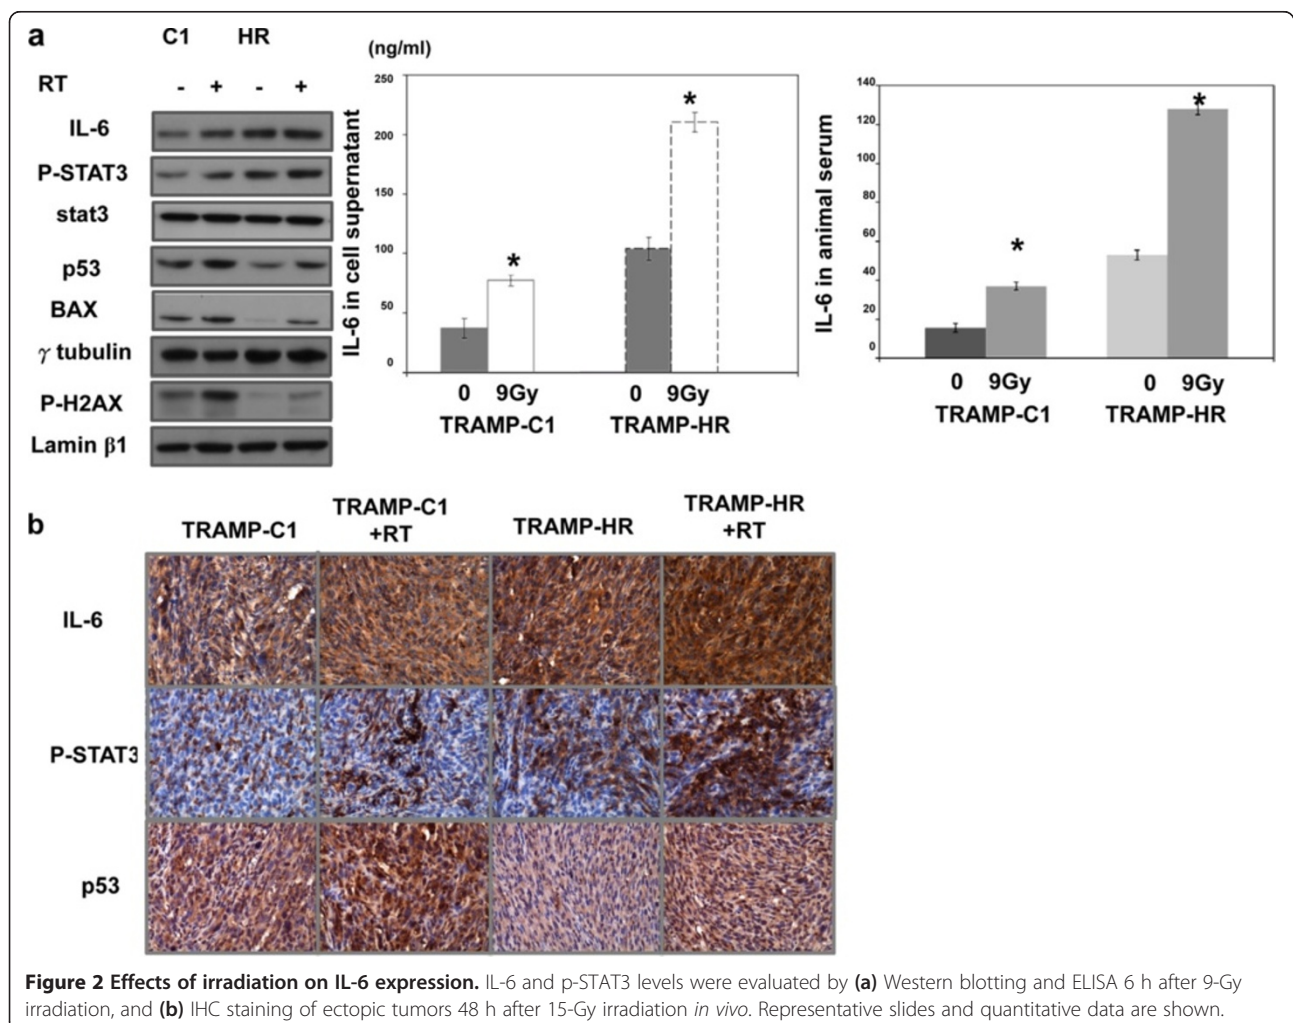 a
C1 HR
RT - + - +
IL-6
P-STAT3
stat3
p53
BAX
γ tubulin
P-H2AX
Lamin β1
(ng/ml)
IL-6 in cell supernatant
250
200
150
100
50
0
*
*
0 9Gy 0 9Gy
TRAMP-C1 TRAMP-HR
IL-6 in animal serum
140
120
100
80
60
40
20
0
*
*
0 9Gy 0 9Gy
TRAMP-C1 TRAMP-HR
b
TRAMP-C1
TRAMP-C1
+RT
TRAMP-HR
TRAMP-HR
+RT
IL-6
P-STAT3
p53
Figure 2 Effects of irradiation on IL-6 expression. IL-6 and p-STAT3 levels were evaluated by (a) Western blotting and ELISA 6 h after 9-Gy
irradiation, and (b) IHC staining of ectopic tumors 48 h after 15-Gy irradiation in vivo. Representative slides and quantitative data are shown.